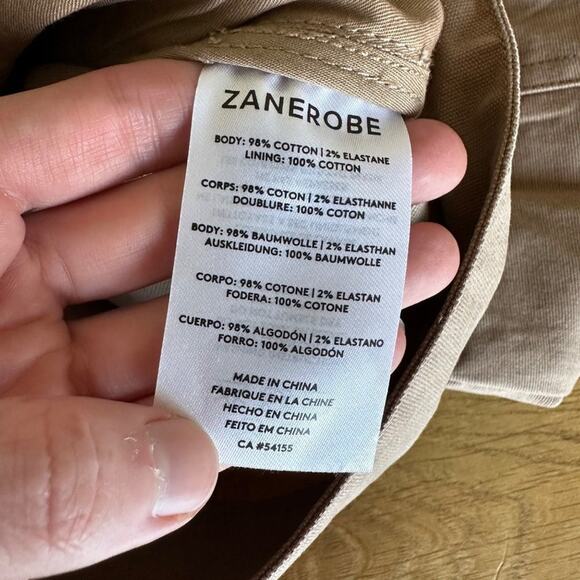 ZANEROBE
BODY: 98% COTTON | 2% ELASTANE
LINING: 100% COTTON
CORPS: 98% COTON | 2% ELASTHANNE
DOUBLURE: 100% COTON
BODY: 98% BAUMWOLLE | 2% ELASTHAN
AUSKLEIDUNG: 100% BAUMWOLLE
CORPO: 98% COTONE | 2% ELASTAN
FODERA: 100% COTONE
CUERPO: 98% ALGODÓN | 2% ELASTANO
FORRO: 100% ALGODÓN
MADE IN CHINA
FABRIQUE EN LA CHINE
HECHO EN CHINA
FEITO EM CHINA
CA #54155